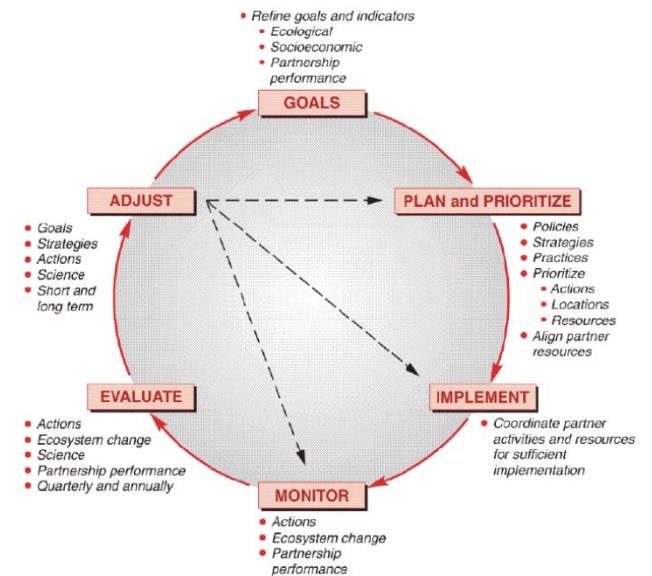 • Refine goals and indicators
• Ecological
• Socioeconomic
• Partnership
performance
GOALS
ADJUST
• Goals
• Strategies
• Actions
• Science
• Short and
long term
PLAN and PRIORITIZE
• Policies
• Strategies
• Practices
• Prioritize
• Actions
• Locations
• Resources
• Align partner
resources
EVALUATE
• Actions
• Ecosystem change
• Science
• Partnership performance
• Quarterly and annually
IMPLEMENT
• Coordinate partner
activities and resources
for sufficient
implementation
MONITOR
• Actions
• Ecosystem change
• Partnership
performance